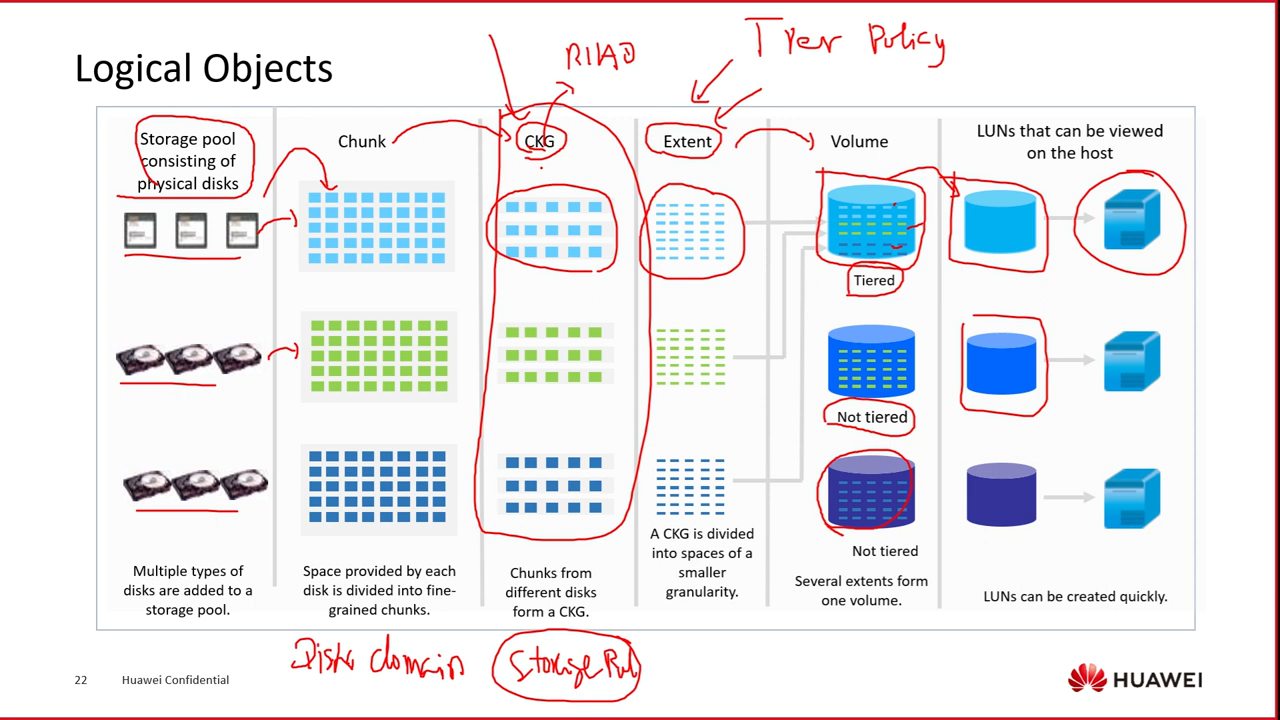 Tier Policy
RIAD
Logical Objects
Storage pool
consisting of
physical disks
Chunk
CKG
Extent
Volume
LUNs that can be viewed
on the host
Tiered
Not tiered
Not tiered
Multiple types of
disks are added to a
storage pool.
Space provided by each
disk is divided into fine-
grained chunks.
Chunks from
different disks
form a CKG.
A CKG is divided
into spaces of a
smaller
granularity.
Several extents form
one volume.
LUNs can be created quickly.
Disk domain
Storage
22
Huawei Confidential
HUAWEI